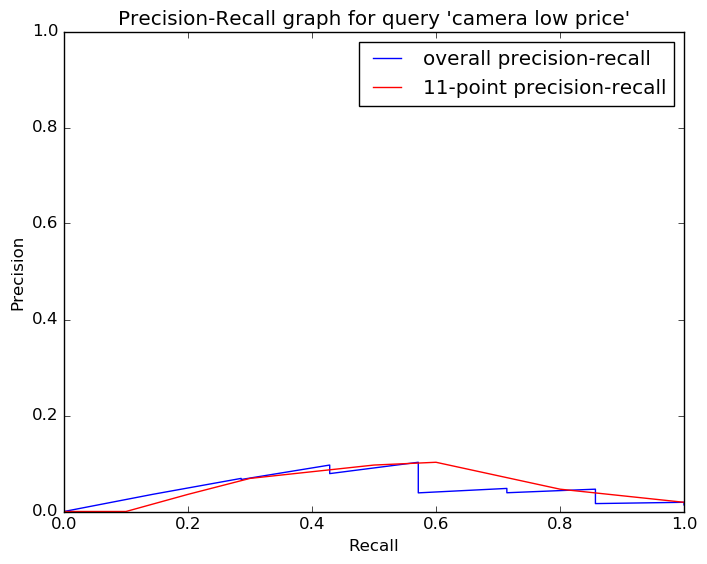 Precision-Recall graph for query 'camera low price'
overall precision-recall
11-point precision-recall
1.0
0.8
0.6
0.4
0.2
0.0
Precision
0.0 0.2 0.4 0.6 0.8 1.0
Recall